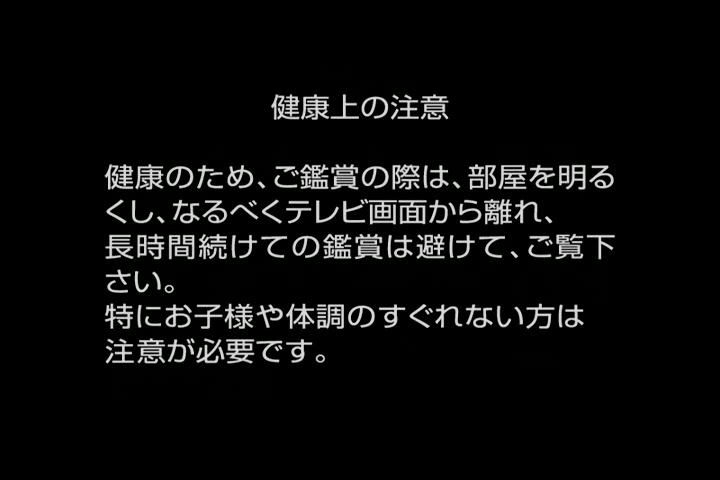 健康上の注意
健康のため、ご鑑賞の際は、部屋を明る
くし、なるべくテレビ画面から離れ、
長時間続けての鑑賞は避けて、ご覧下
さい。
特にお子様や体調のすぐれない方は
注意が必要です。